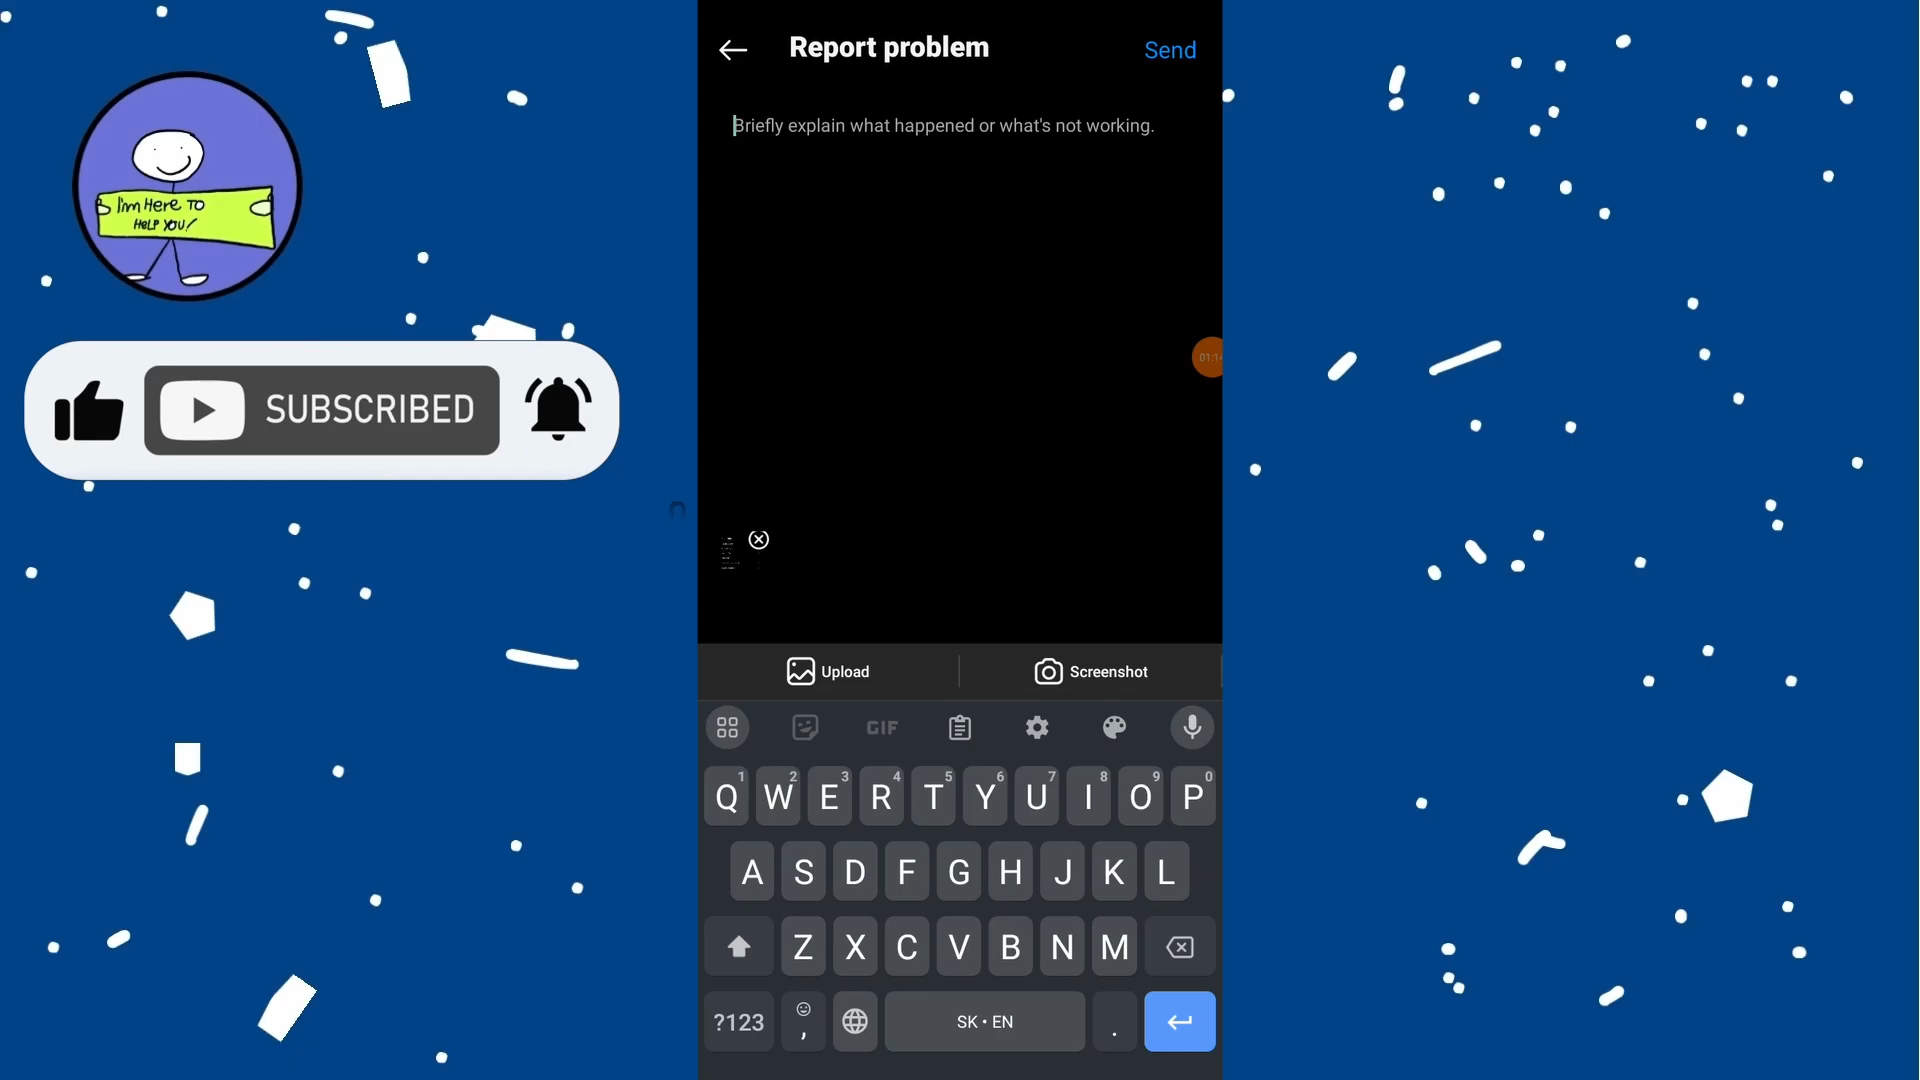 Report problem
Send
Briefly explain what happened or what's not working.
I'm HERE TO
HELP YOU!
SUBSCRIBED
Upload
Screenshot
GIF
1 2 3 4 5 6 7 8 9 0
Q W E R T Y U I O P
A S D F G H J K L
Z X C V B N M
?123 , SK • EN .